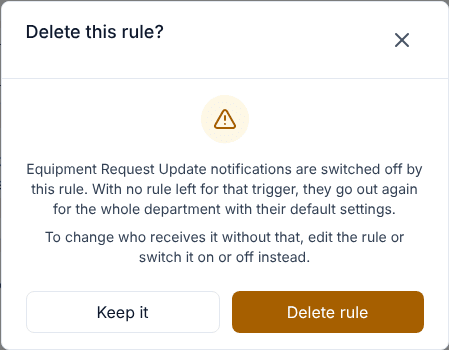 Delete this rule?
Equipment Request Update notifications are switched off by
this rule. With no rule left for that trigger, they go out again
for the whole department with their default settings.
To change who receives it without that, edit the rule or
switch it on or off instead.
Keep it
Delete rule